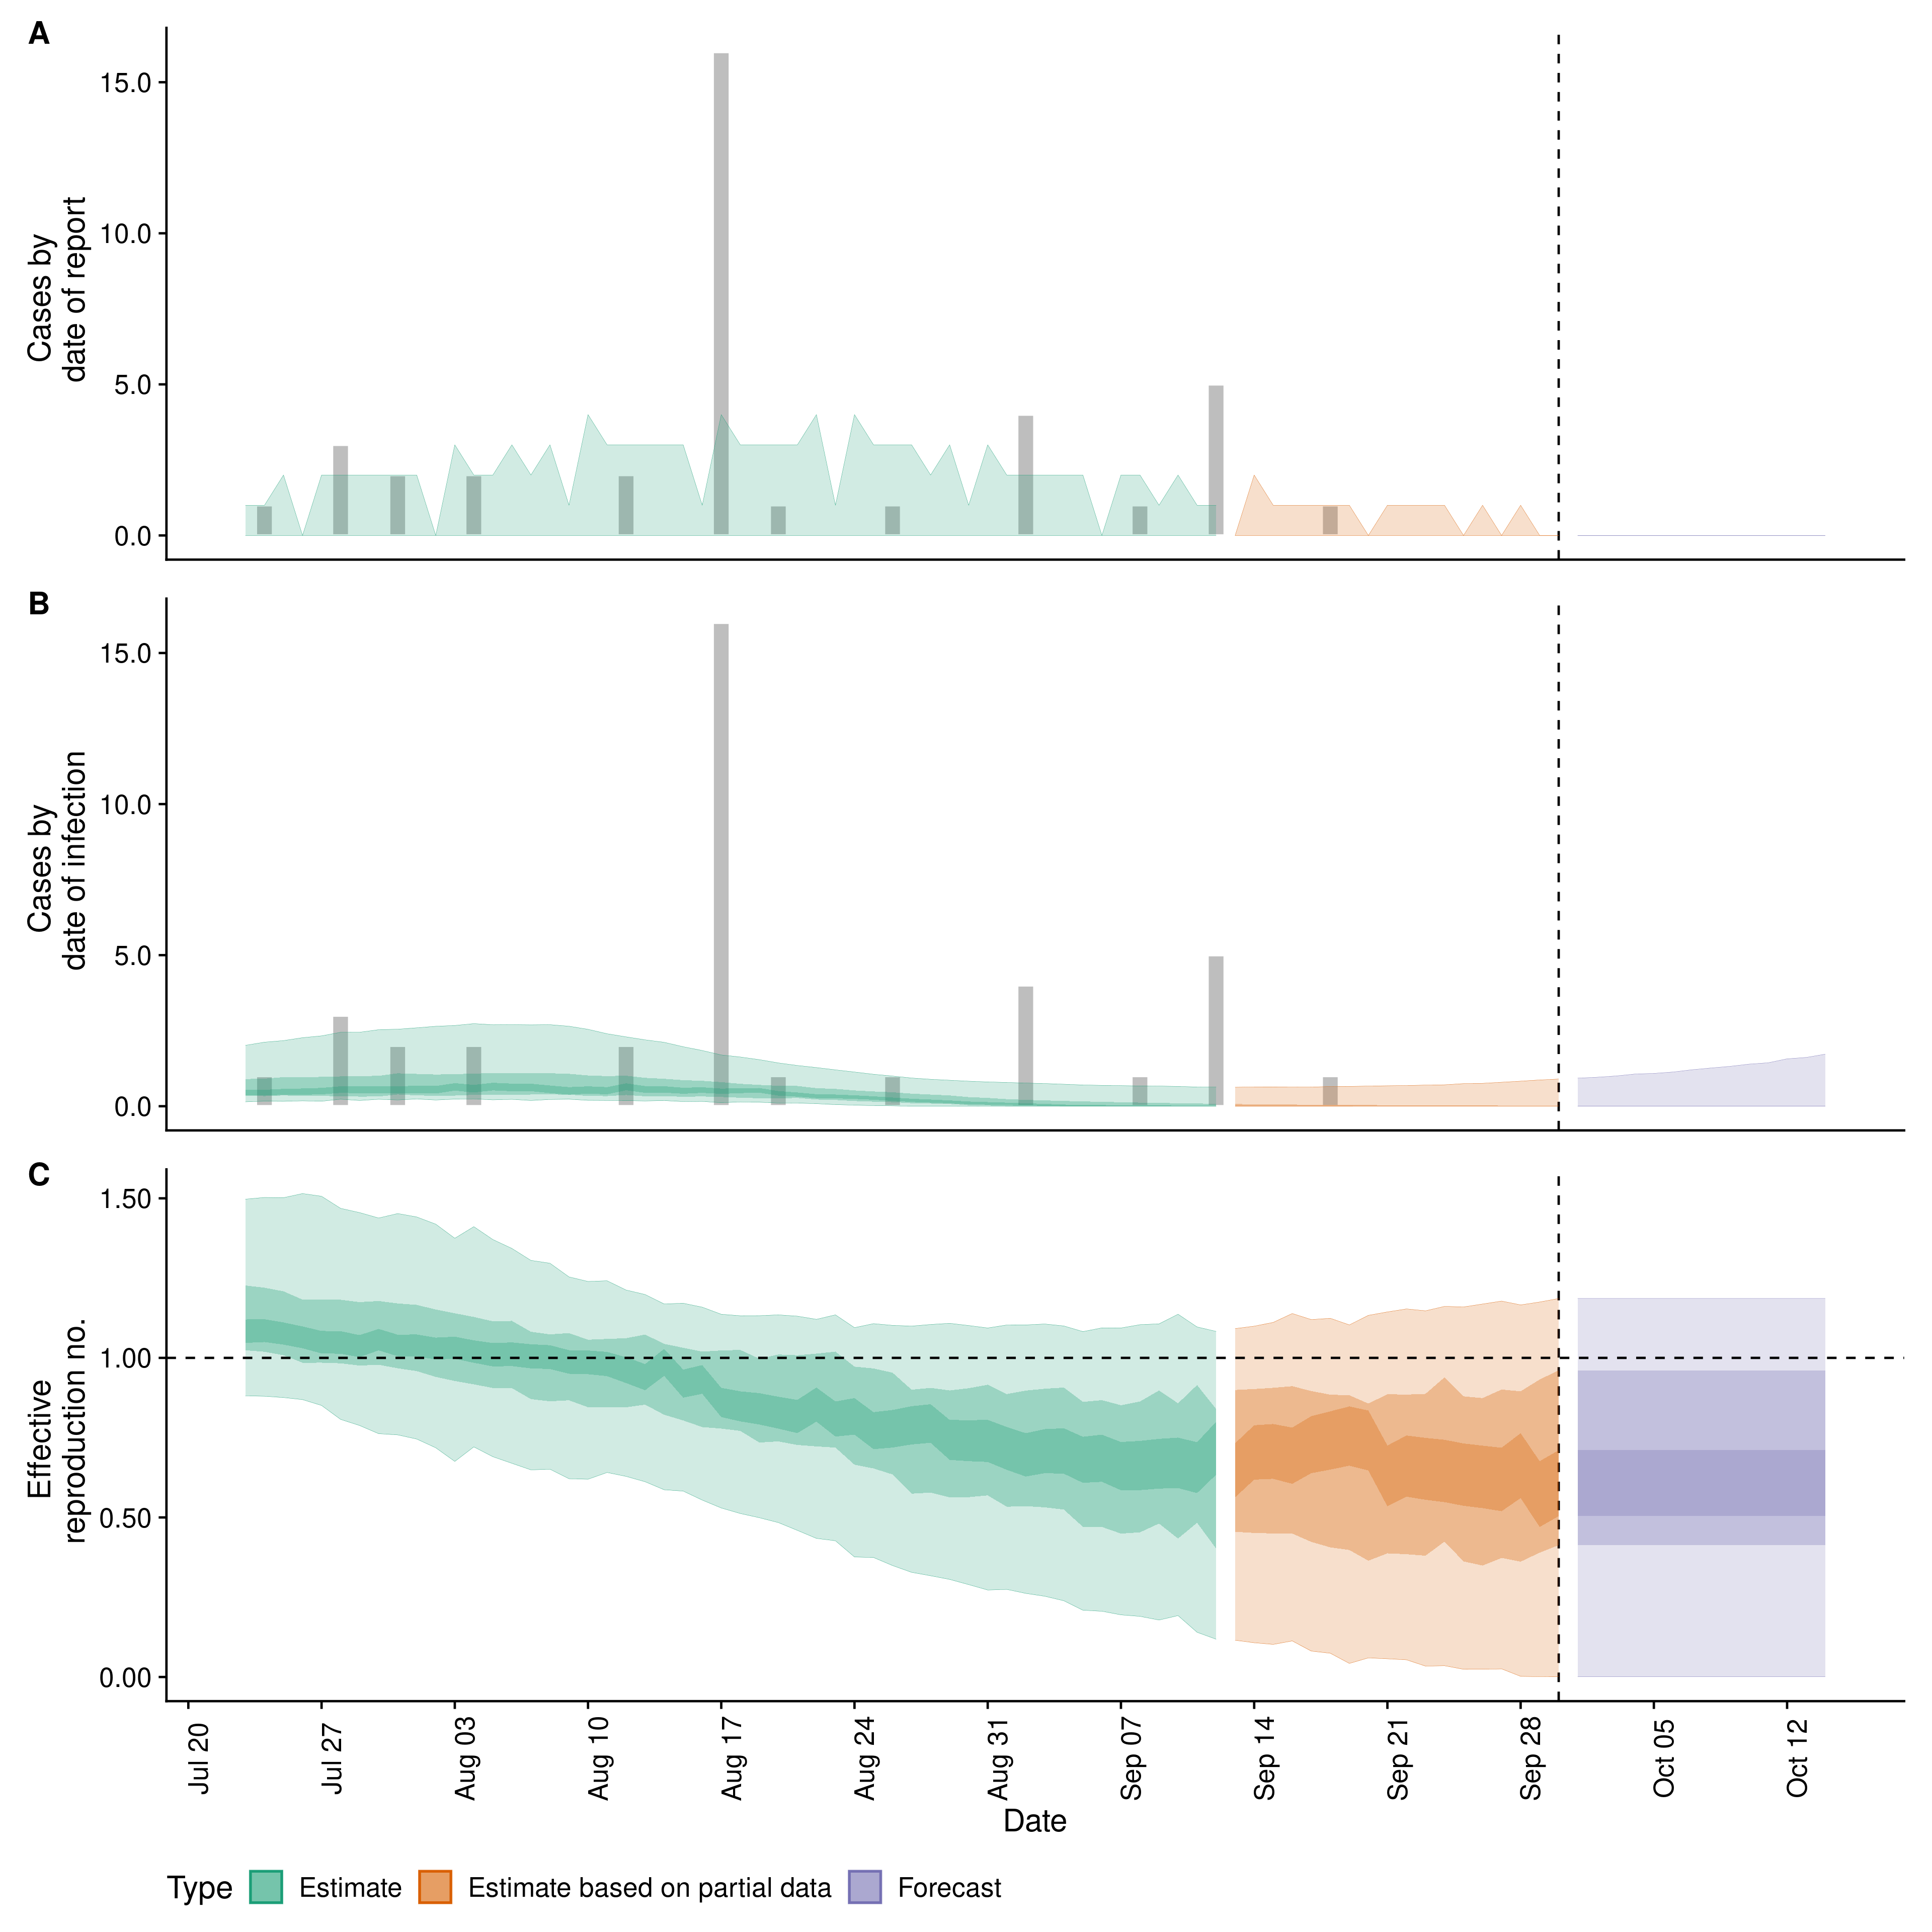 A
15.0
10.0
5.0
0.0
Cases by
date of report
B
15.0
10.0
5.0
0.0
Cases by
date of infection
C
1.50
1.00
0.50
0.00
Effective
reproduction no.
Jul 20
Jul 27
Aug 03
Aug 10
Aug 17
Aug 24
Aug 31
Sep 07
Sep 14
Sep 21
Sep 28
Oct 05
Oct 12
Date
Type Estimate Estimate based on partial data Forecast